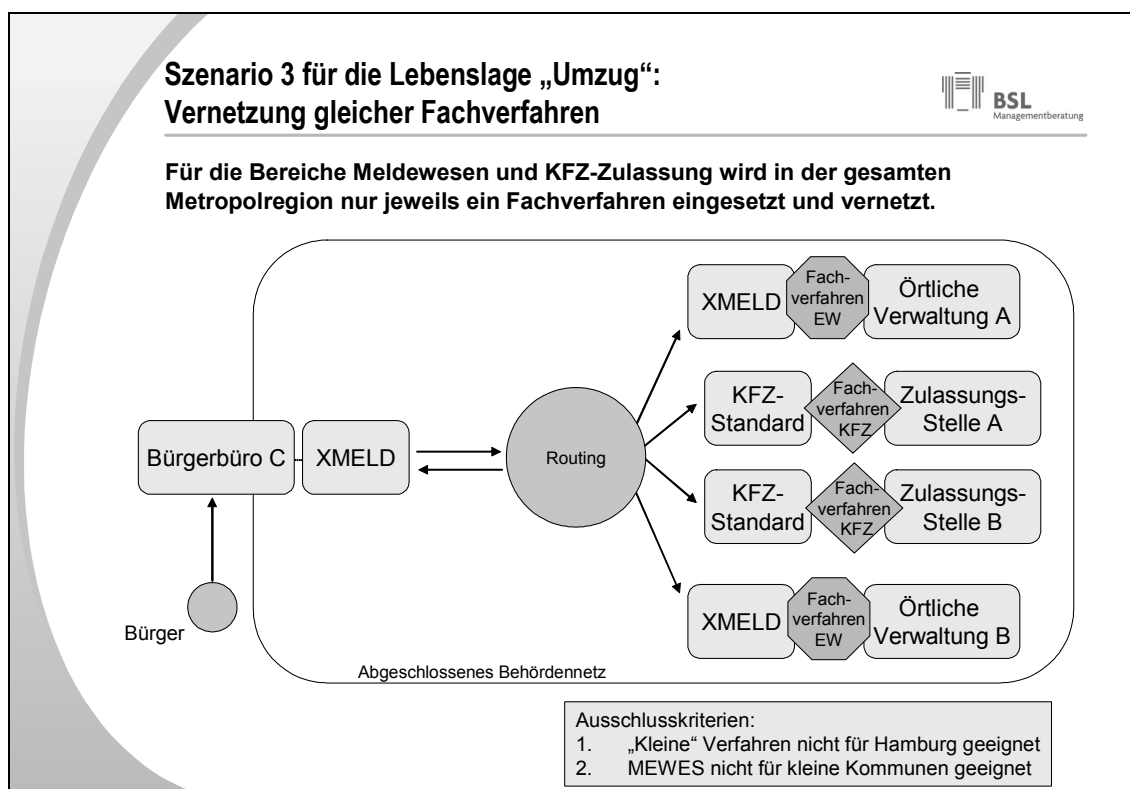 Szenario 3 für die Lebenslage „Umzug“:
Vernetzung gleicher Fachverfahren
BSL
Managementberatung
Für die Bereiche Meldewesen und KFZ-Zulassung wird in der gesamten
Metropolregion nur jeweils ein Fachverfahren eingesetzt und vernetzt.
XMELD
Fach-
verfahren
EW
Örtliche
Verwaltung A
KFZ-
Standard
Fach-
verfahren
KFZ
Zulassungs-
Stelle A
Bürgerbüro C
XMELD
Routing
KFZ-
Standard
Fach-
verfahren
KFZ
Zulassungs-
Stelle B
XMELD
Fach-
verfahren
EW
Örtliche
Verwaltung B
Bürger
Abgeschlossenes Behördennetz
Ausschlusskriterien:
1. „Kleine“ Verfahren nicht für Hamburg geeignet
2. MEWES nicht für kleine Kommunen geeignet